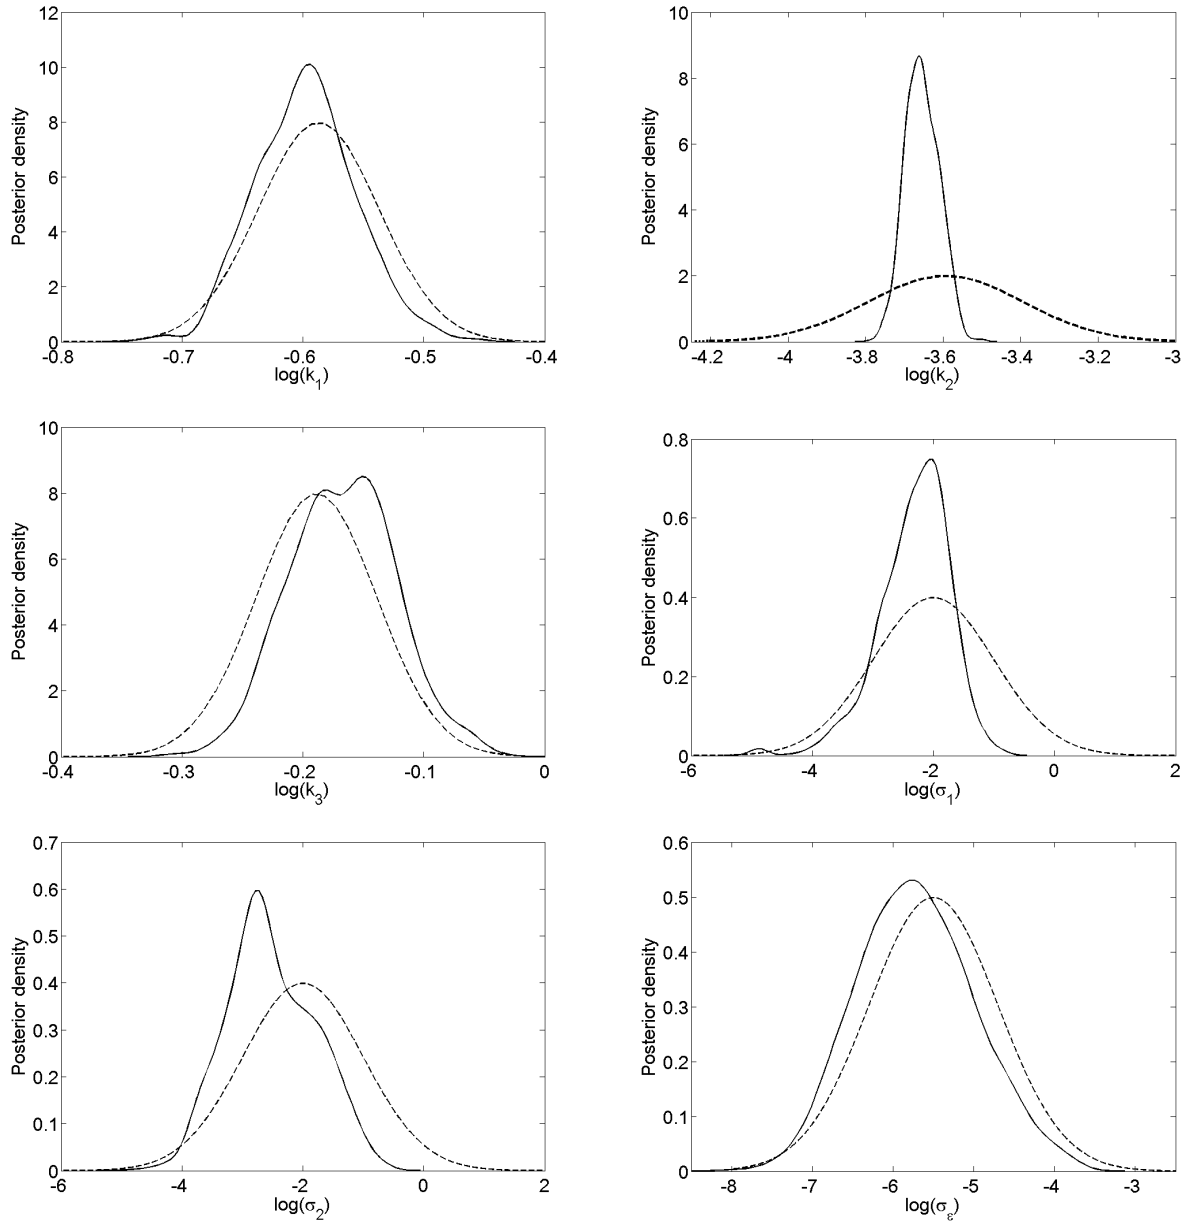 12
10
8
6
4
2
0
Posterior density
-0.8 -0.7 -0.6 -0.5 -0.4
log(k₁)
10
8
6
4
2
0
Posterior density
-4.2 -4 -3.8 -3.6 -3.4 -3.2 -3
log(k₂)
10
8
6
4
2
0
Posterior density
-0.4 -0.3 -0.2 -0.1 0
log(k₃)
0.8
0.6
0.4
0.2
0
Posterior density
-6 -4 -2 0 2
log(σ₁)
0.7
0.6
0.5
0.4
0.3
0.2
0.1
0
Posterior density
-6 -4 -2 0 2
log(σ₂)
0.6
0.5
0.4
0.3
0.2
0.1
0
Posterior density
-8 -7 -6 -5 -4 -3
log(σ_ε)